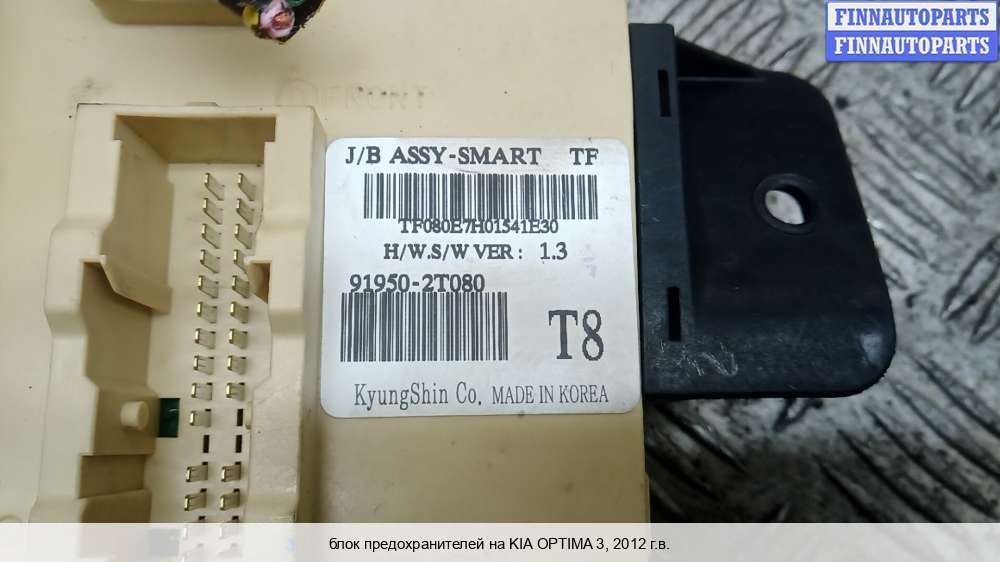 FINNAUTOPARTS
FINNAUTOPARTS
FRONT
J/B ASSY-SMART TF
TF080E7H01541E30
H/W.S/W VER : 1.3
91950-2T080
T8
KyungShin Co. MADE IN KOREA
блок предохранителей на KIA OPTIMA 3, 2012 г.в.